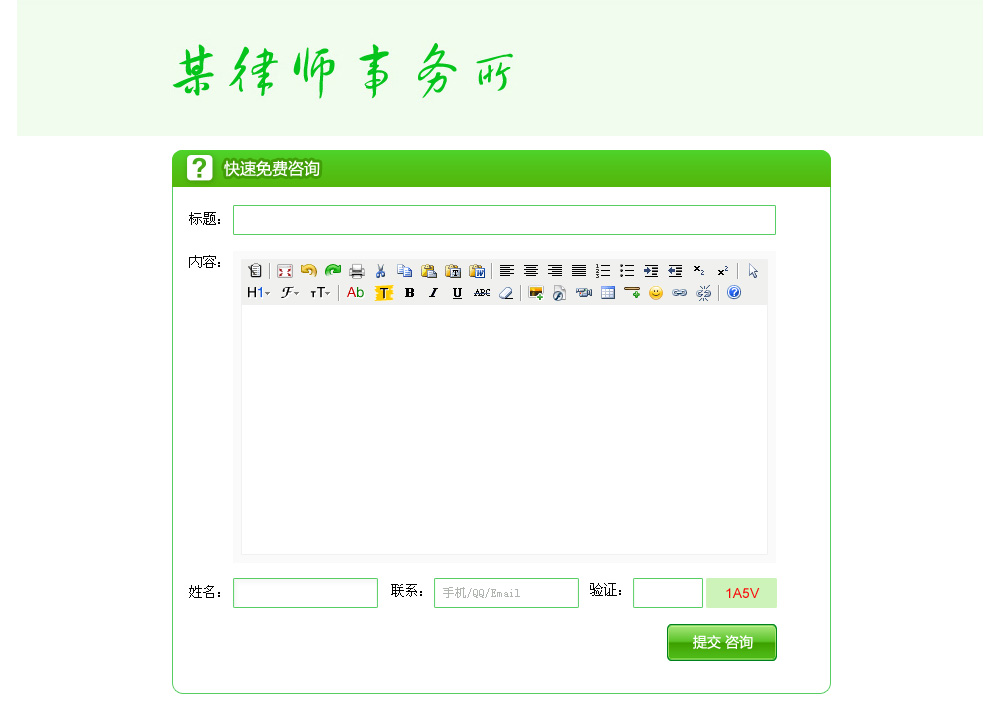 某律师事务所
? 快速免费咨询
标题：
内容：
H1 F тT Ab T B I U ABC
姓名： 联系： 手机/QQ/Email 验证： 1A5V
提交 咨询